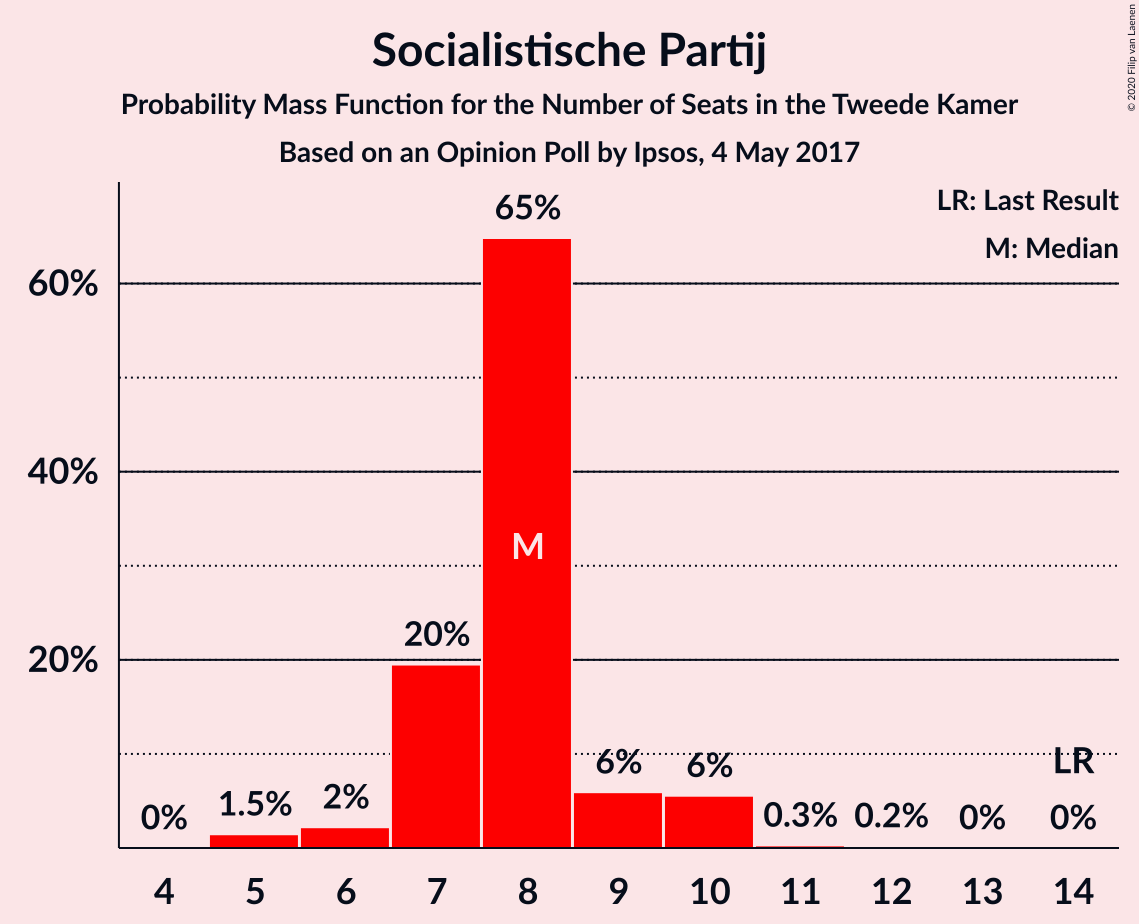 Socialistische Partij
Probability Mass Function for the Number of Seats in the Tweede Kamer
Based on an Opinion Poll by Ipsos, 4 May 2017
© 2020 Filip van Laenen
LR: Last Result
M: Median
60%
40%
20%
0%
1.5%
2%
20%
65%
M
6%
6%
0.3%
0.2%
0%
LR
0%
4 5 6 7 8 9 10 11 12 13 14